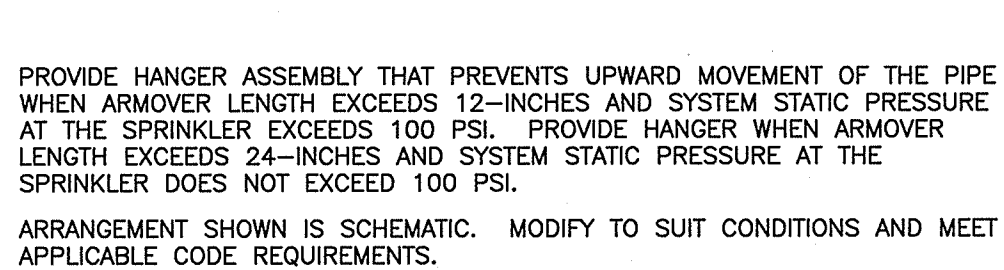 PROVIDE HANGER ASSEMBLY THAT PREVENTS UPWARD MOVEMENT OF THE PIPE
WHEN ARMOVER LENGTH EXCEEDS 12-INCHES AND SYSTEM STATIC PRESSURE
AT THE SPRINKLER EXCEEDS 100 PSI. PROVIDE HANGER WHEN ARMOVER
LENGTH EXCEEDS 24-INCHES AND SYSTEM STATIC PRESSURE AT THE
SPRINKLER DOES NOT EXCEED 100 PSI.
ARRANGEMENT SHOWN IS SCHEMATIC. MODIFY TO SUIT CONDITIONS AND MEET
APPLICABLE CODE REQUIREMENTS.